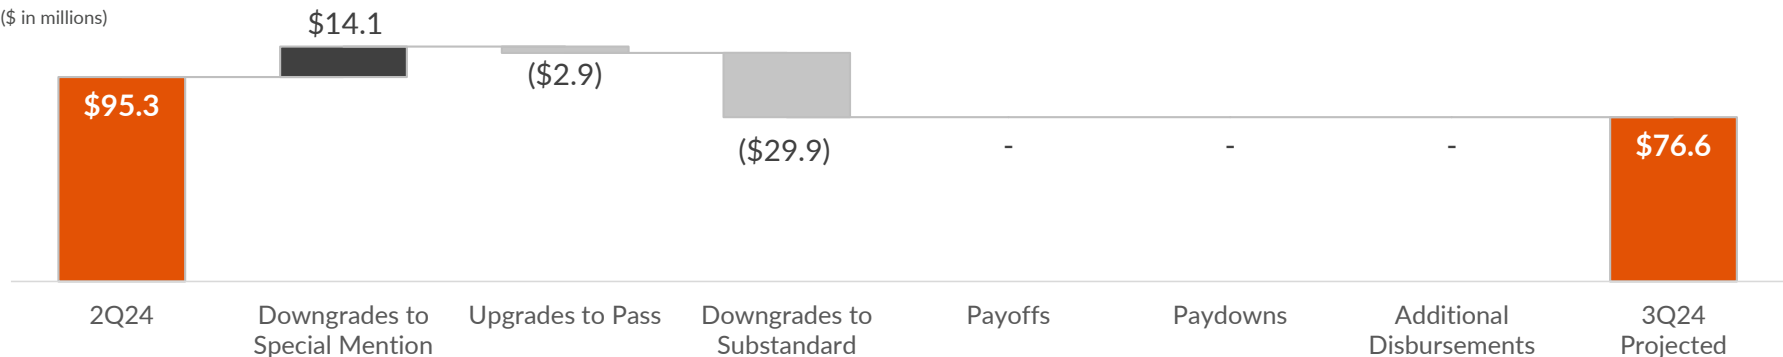 ($ in millions)
$14.1
($2.9)
$95.3
($29.9)
-
-
-
$76.6
2Q24
Downgrades to
Special Mention
Upgrades to Pass
Downgrades to
Substandard
Payoffs
Paydowns
Additional
Disbursements
3Q24
Projected